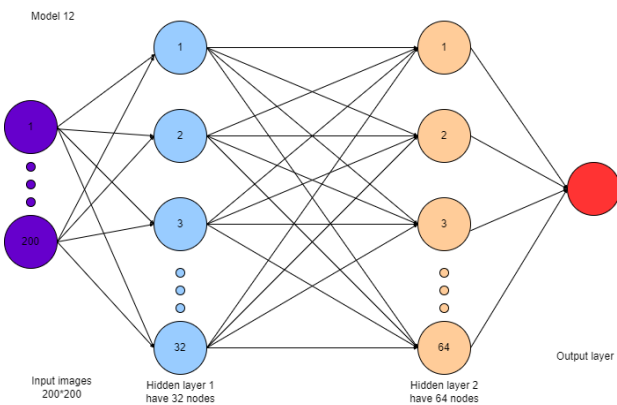 Model 12
1
200
1
2
3
32
1
2
3
64
Input images
200*200
Hidden layer 1
have 32 nodes
Hidden layer 2
have 64 nodes
Output layer